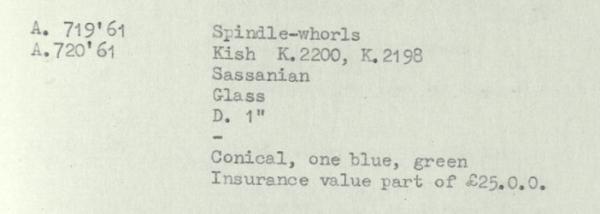 A. 719'61
A.720'61
Spindle-whorls
Kish K.2200, K.2198
Sassanian
Glass
D. 1"
-
Conical, one blue, green
Insurance value part of £25.0.0.